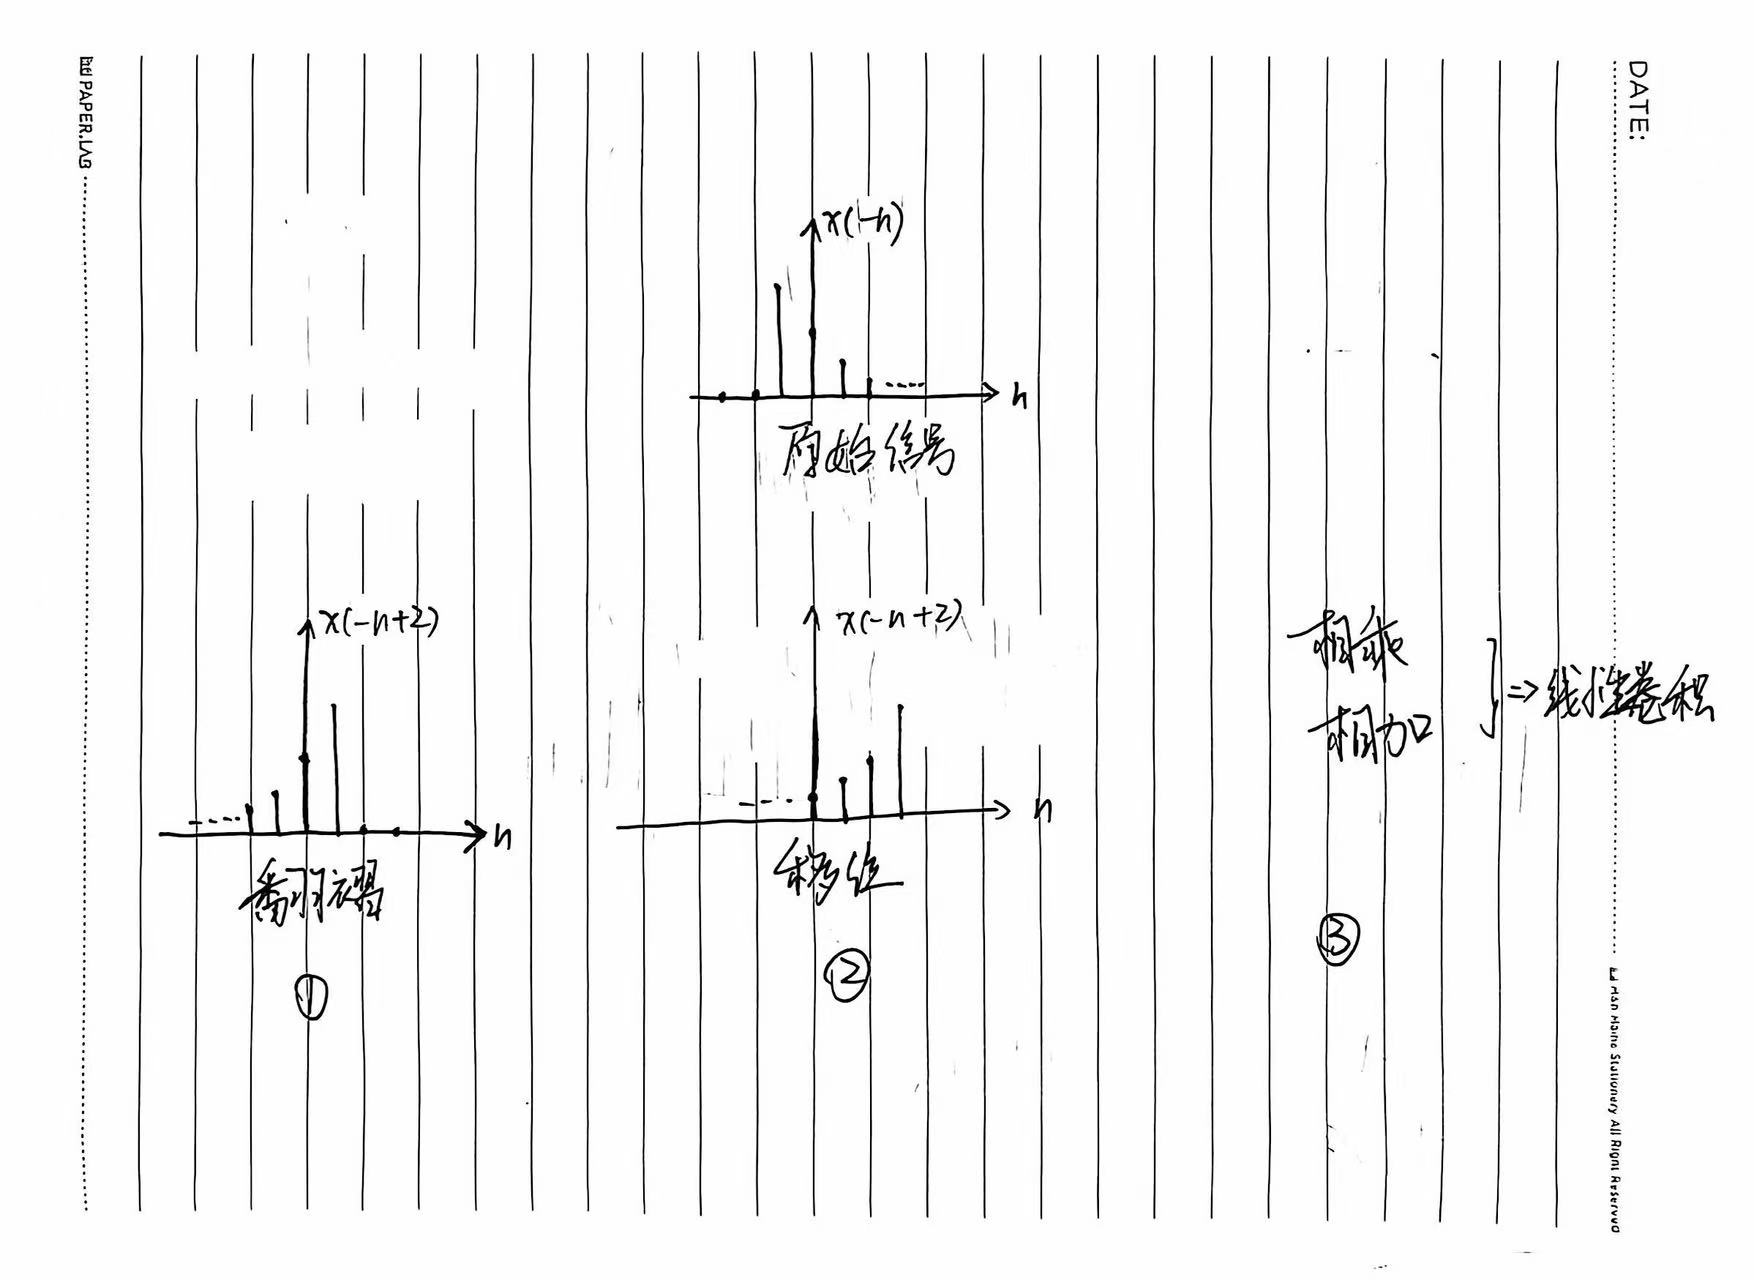 DATE:
PAPER.LAB
x(-n)
n
原始信号
x(-n+2)
n
翻褶
①
x(-n+2)
n
移位
②
相乘
相加
} => 线性卷积
③
All Right Reserved